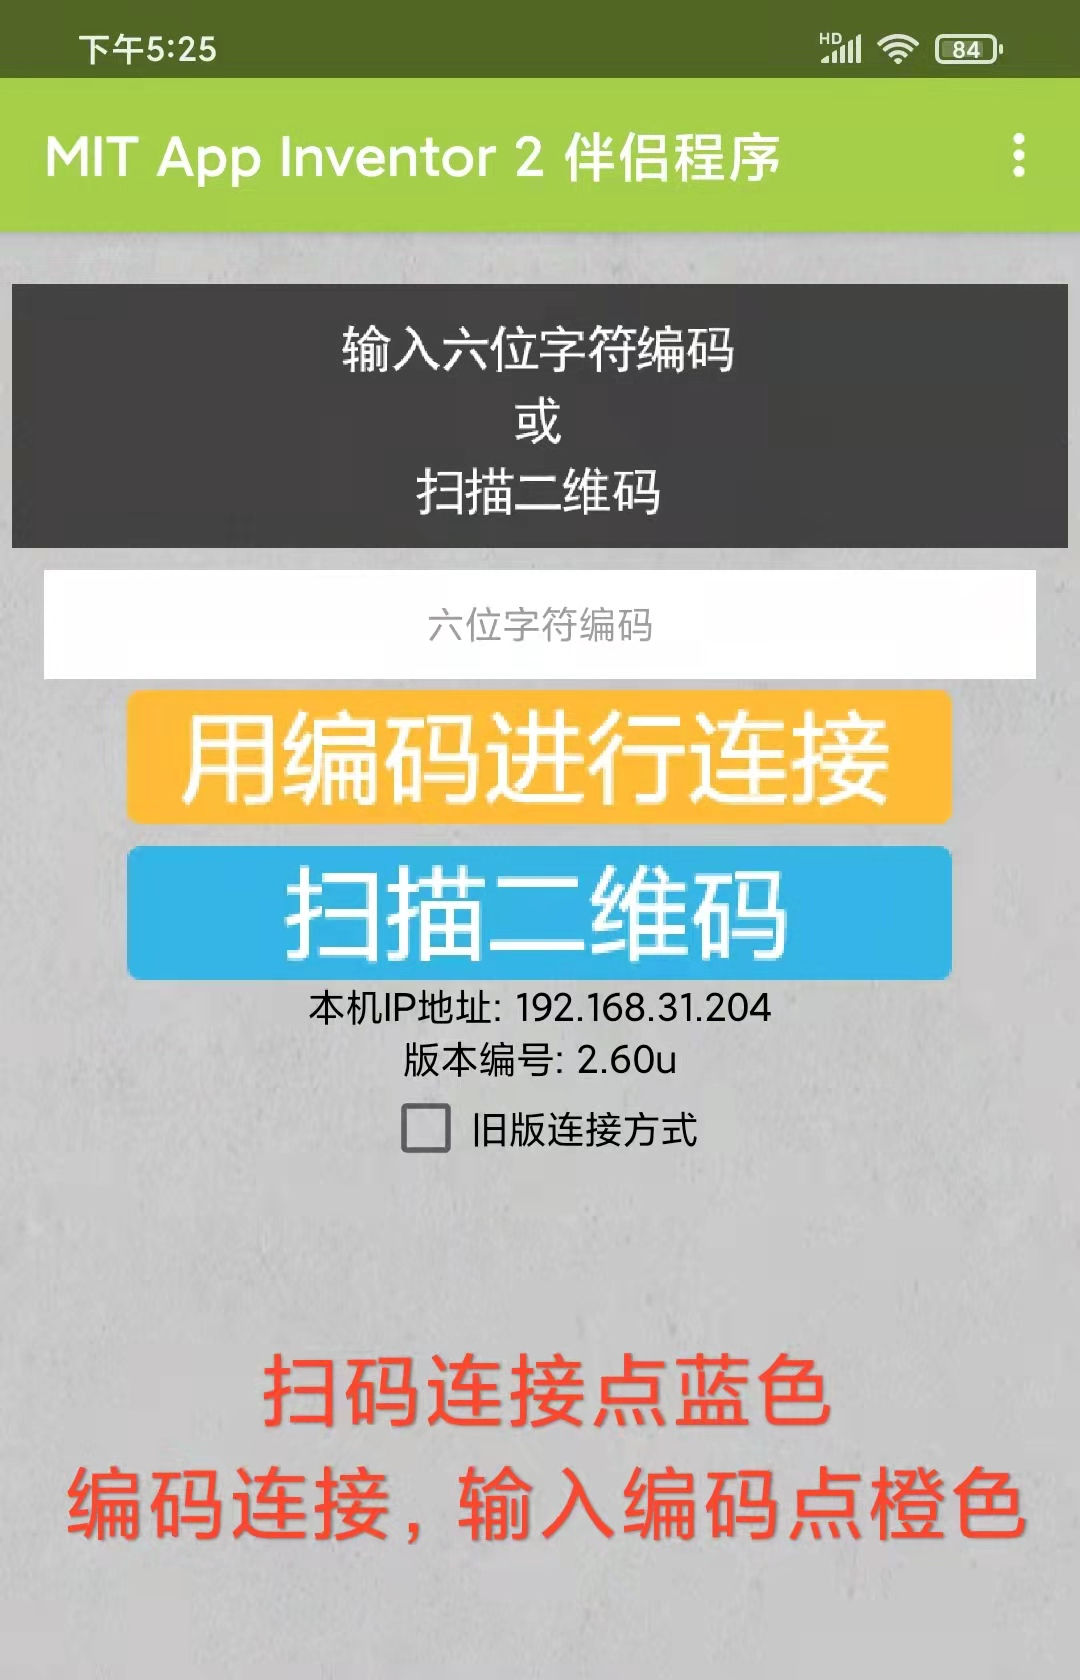 下午5:25
HD
84
MIT App Inventor 2 伴侣程序
输入六位字符编码
或
扫描二维码
六位字符编码
用编码进行连接
扫描二维码
本机IP地址: 192.168.31.204
版本编号: 2.60u
旧版连接方式
扫码连接点蓝色
编码连接, 输入编码点橙色